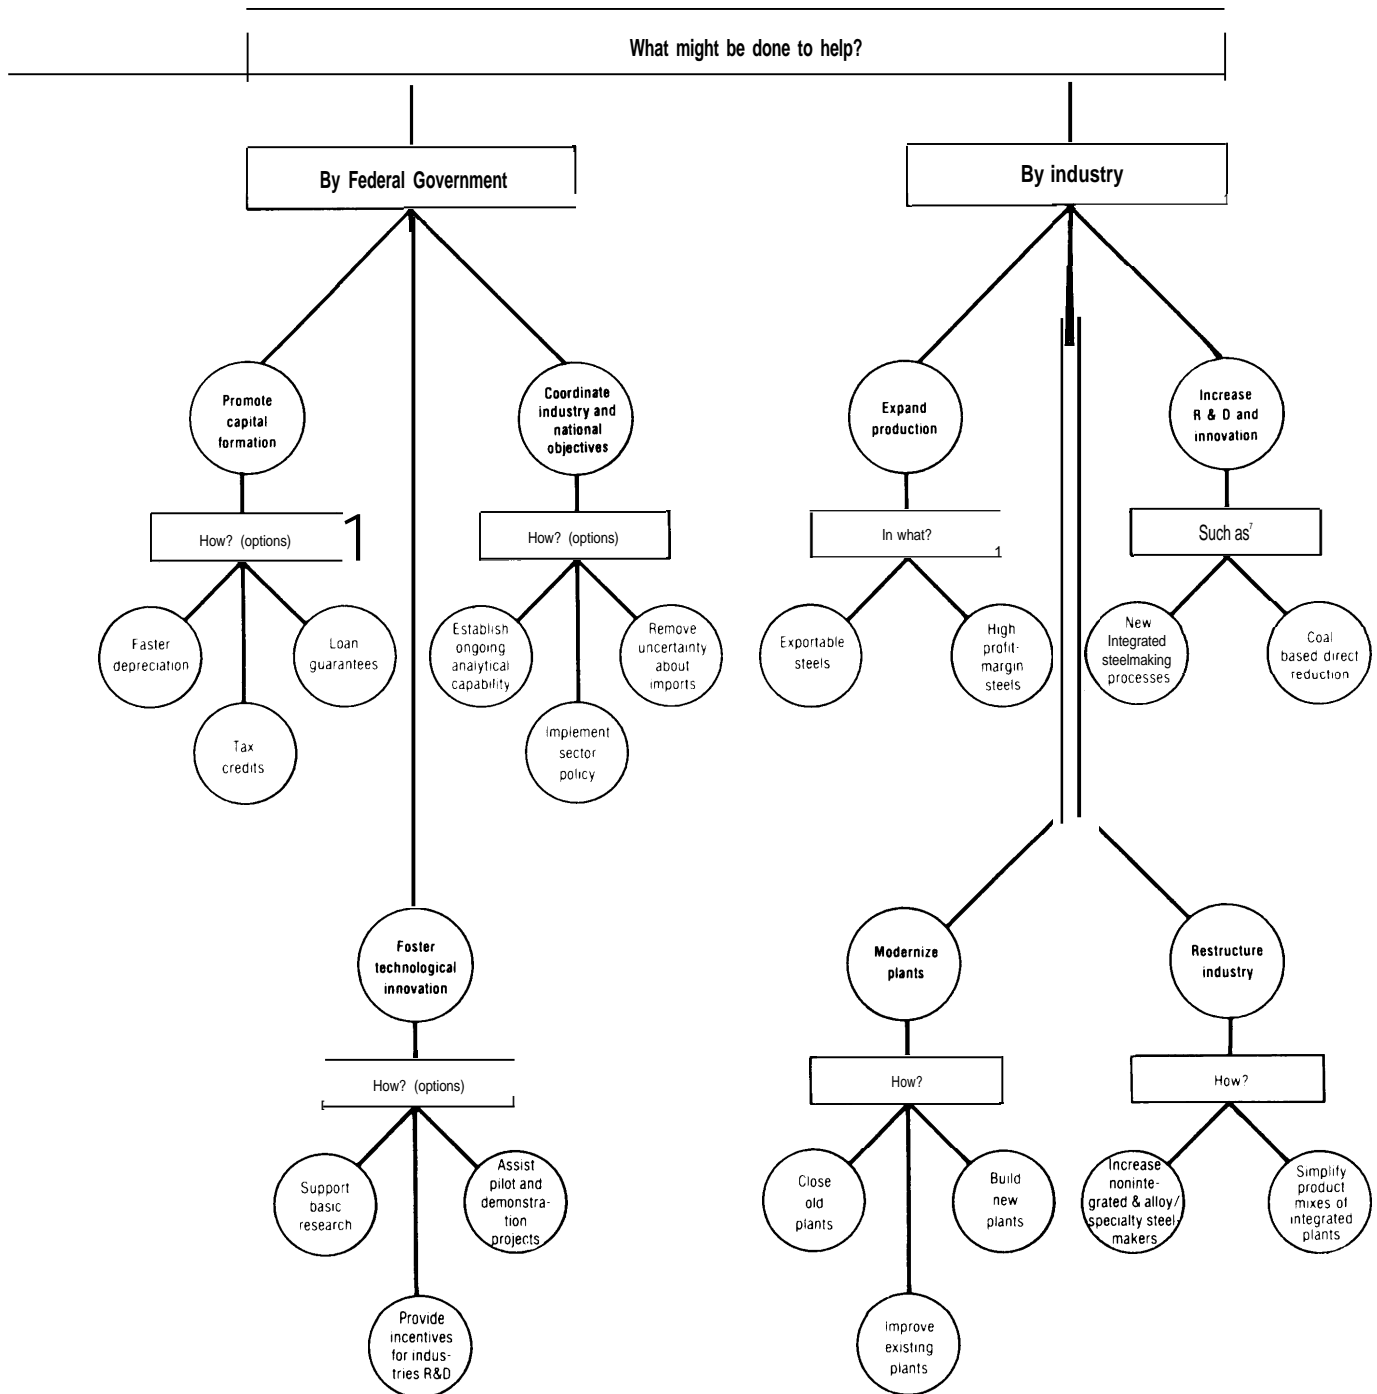 What might be done to help?
By Federal Government
By industry
Promote
capital
formation
Coordinate
industry and
national
objectives
Expand
production
Increase
R & D and
innovation
How? (options)
1
How? (options)
In what?
1
Such as7
Faster
depreciation
Loan
guarantees
Tax
credits
Establish
ongoing
analytical
capability
Remove
uncertainty
about
imports
Implement
sector
policy
Exportable
steels
High
profit-
margin
steels
New
Integrated
steelmaking
processes
Coal
based direct
reduction
Foster
technological
innovation
Modernize
plants
Restructure
industry
How? (options)
How?
How?
Support
basic
research
Assist
pilot and
demonstra-
tion
projects
Provide
incentives
for indus-
tries R&D
Close
old
plants
Build
new
plants
Improve
existing
plants
Increase
noninte-
grated & alloy/
specialty steel-
makers
Simplify
product
mixes of
integrated
plants